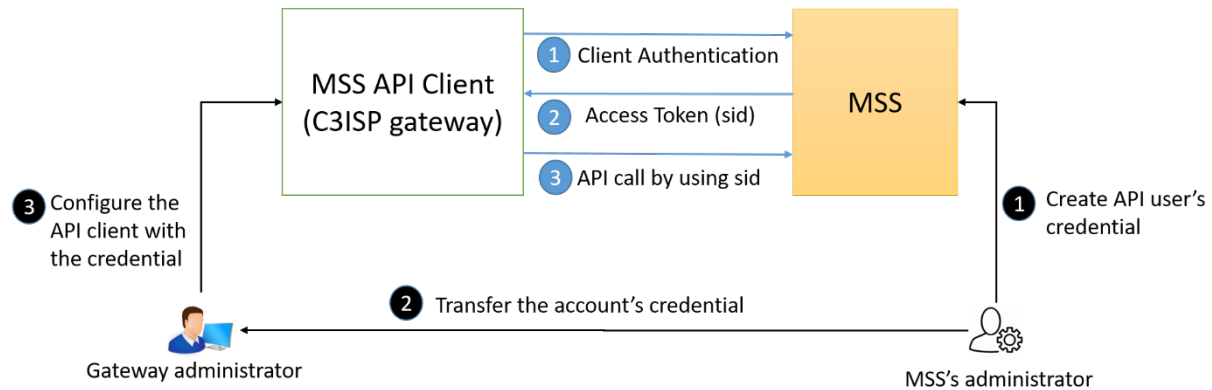 MSS API Client
(C3ISP gateway)
1 Client Authentication
2 Access Token (sid)
3 API call by using sid
MSS
3 Configure the
API client with
the credential
1 Create API user’s
credential
2 Transfer the account’s credential
Gateway administrator
MSS’s administrator